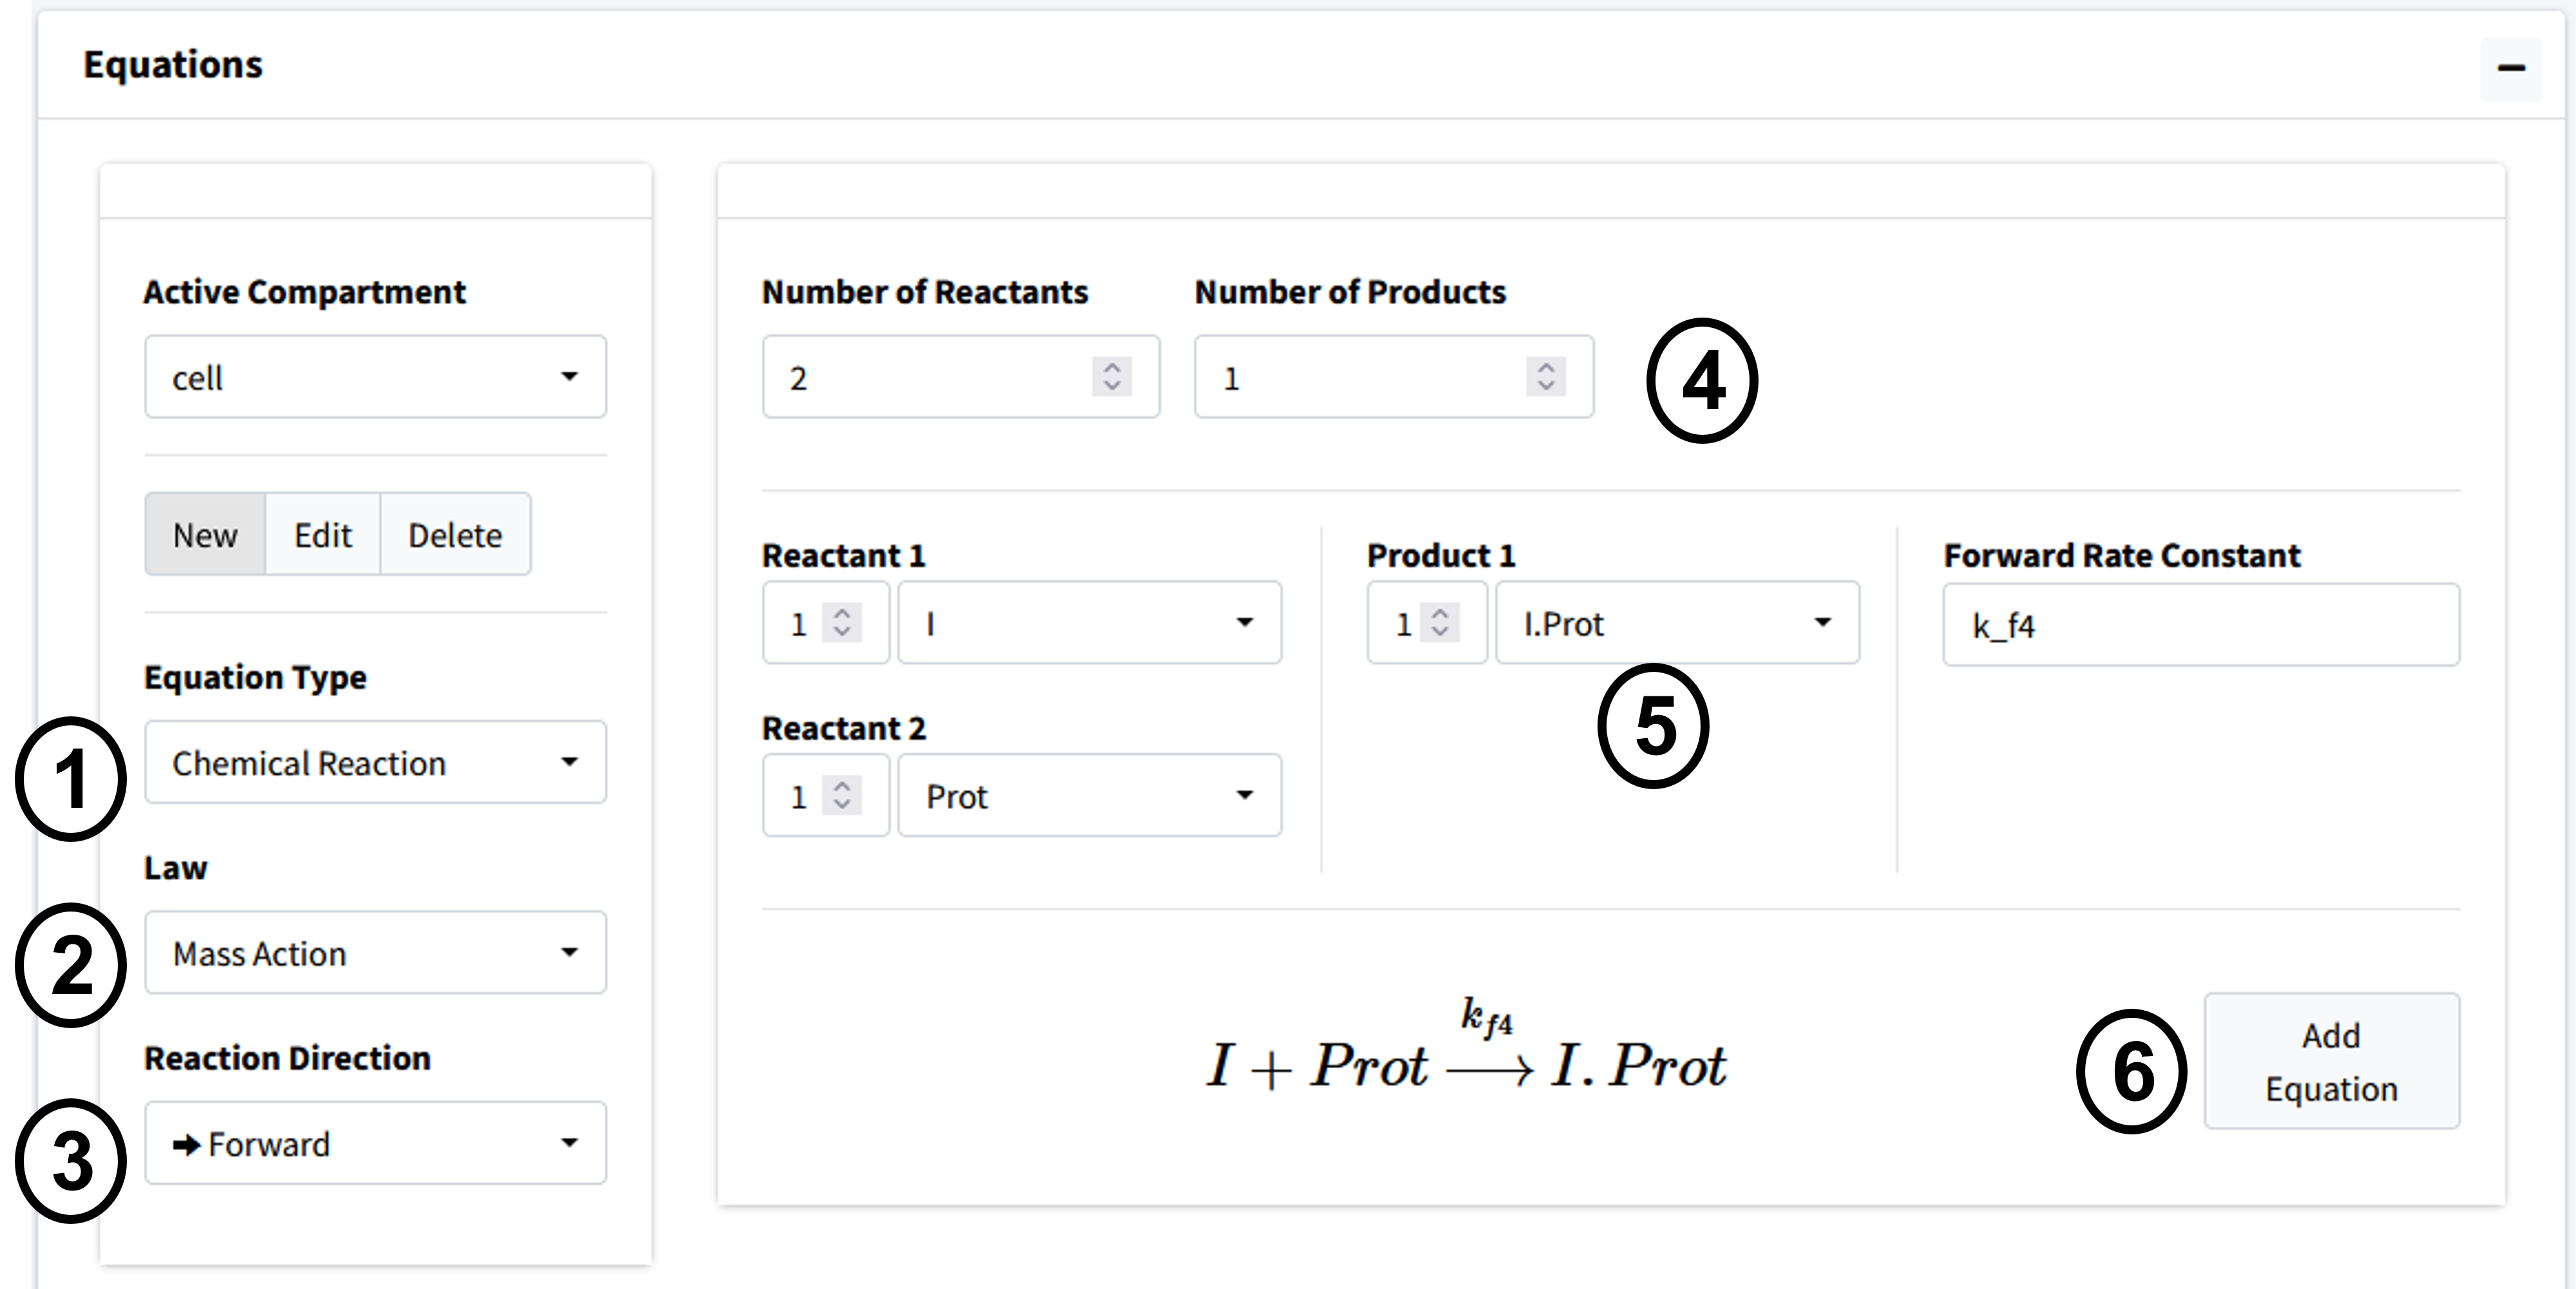 Equations
Active Compartment
cell
New Edit Delete
Equation Type
1 Chemical Reaction
Law
2 Mass Action
Reaction Direction
3 Forward
Number of Reactants Number of Products
2 1 4
Reactant 1 Product 1 Forward Rate Constant
1 I 1 I.Prot k_f4
5
Reactant 2
1 Prot
k_{f4}
I + Prot ⟶ I. Prot
6 Add
Equation